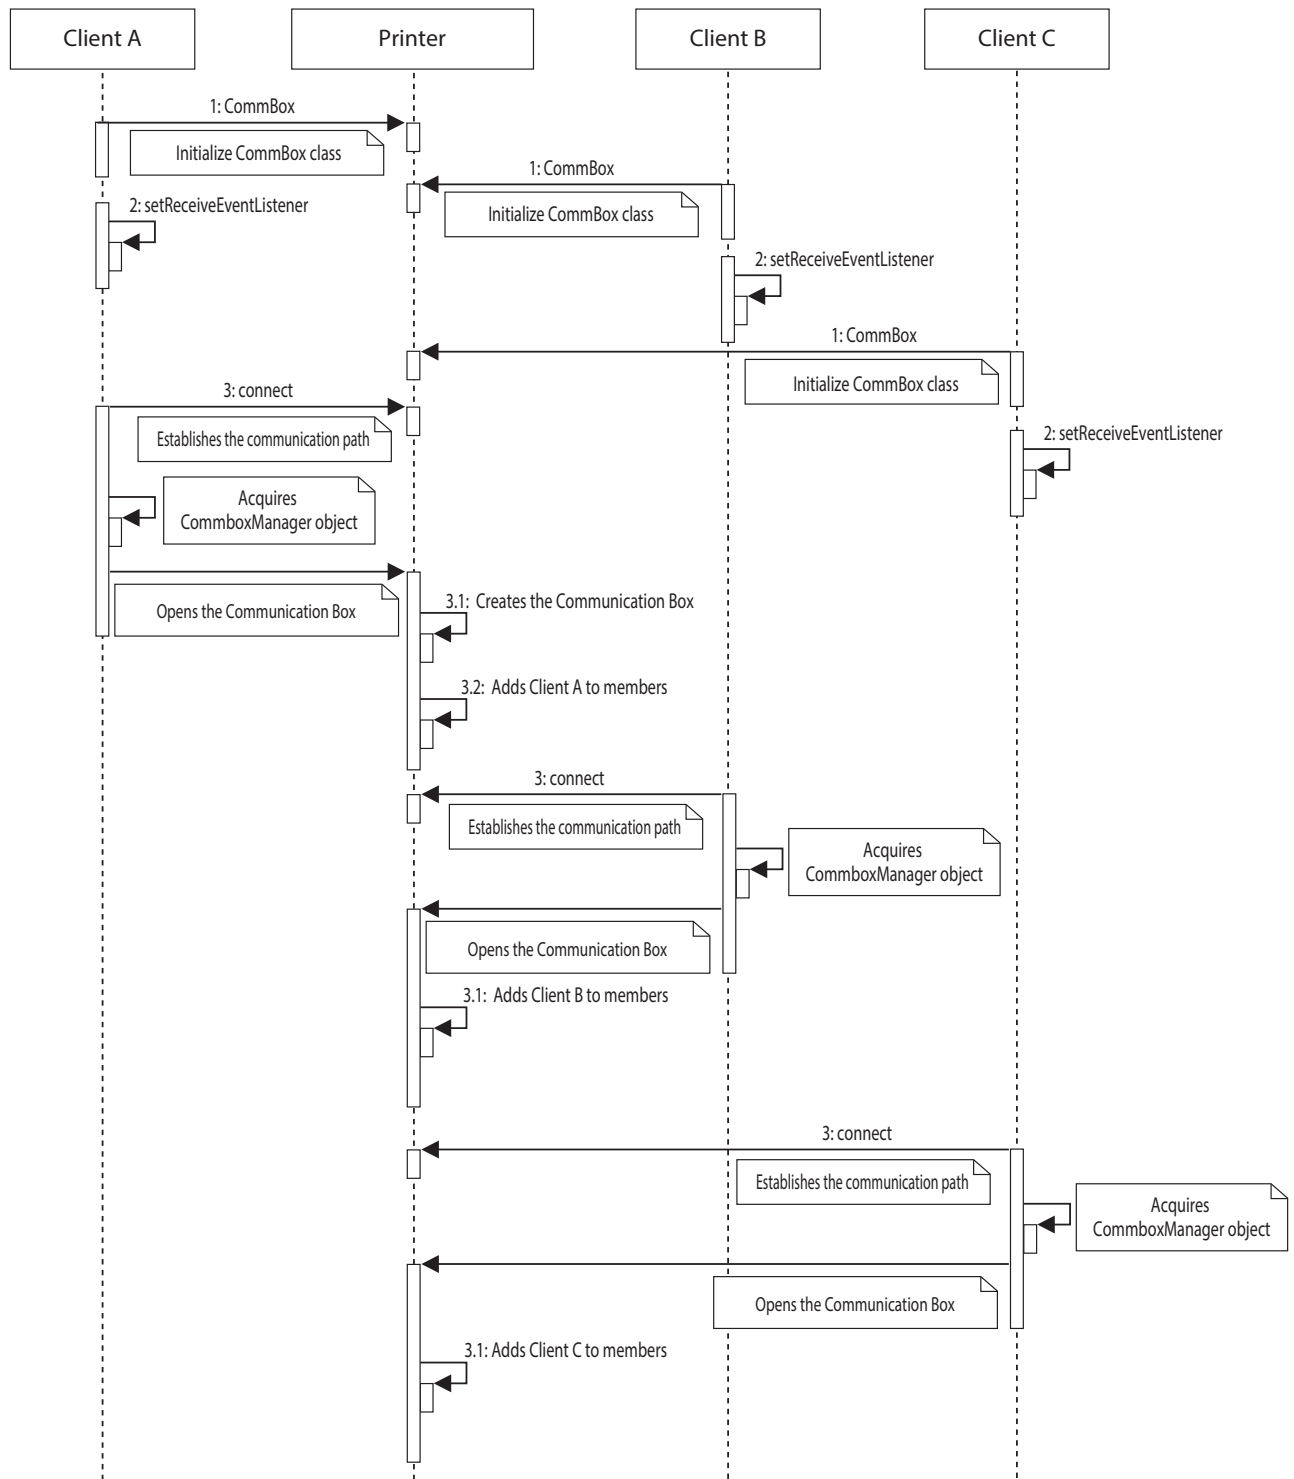 Client A
Printer
Client B
Client C
1: CommBox
Initialize CommBox class
1: CommBox
Initialize CommBox class
2: setReceiveEventListener
2: setReceiveEventListener
1: CommBox
Initialize CommBox class
3: connect
Establishes the communication path
2: setReceiveEventListener
Acquires
CommboxManager object
Opens the Communication Box
3.1: Creates the Communication Box
3.2: Adds Client A to members
3: connect
Establishes the communication path
Acquires
CommboxManager object
Opens the Communication Box
3.1: Adds Client B to members
3: connect
Establishes the communication path
Acquires
CommboxManager object
Opens the Communication Box
3.1: Adds Client C to members